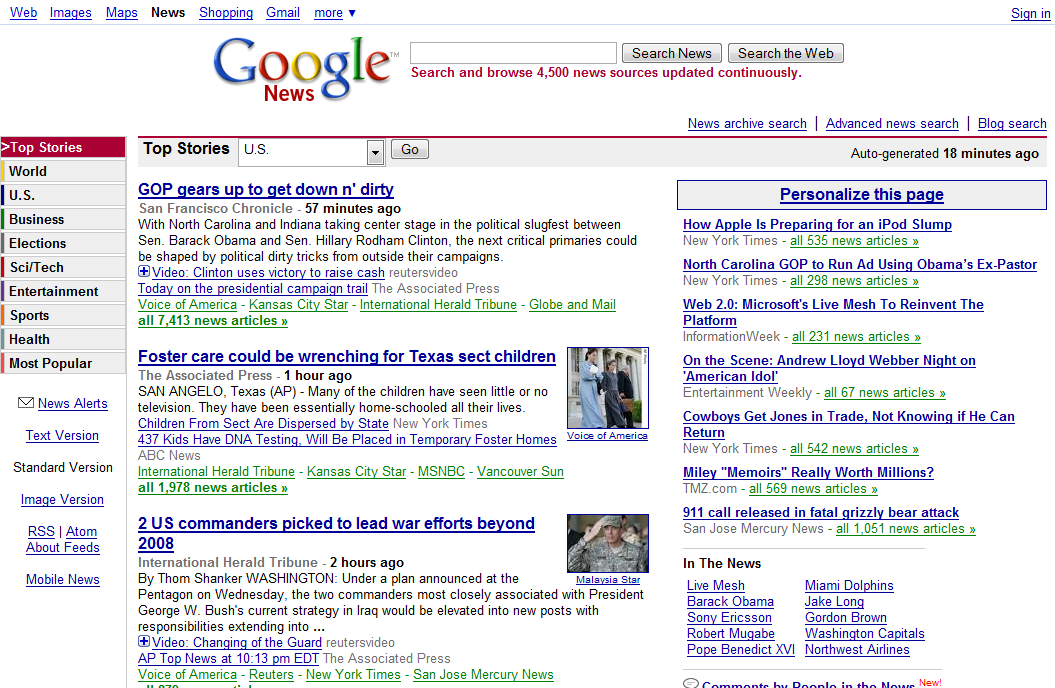 Web Images Maps News Shopping Gmail more ▼
Sign in
Google™
News
Search News
Search the Web
Search and browse 4,500 news sources updated continuously.
News archive search | Advanced news search | Blog search
>Top Stories
World
U.S.
Business
Elections
Sci/Tech
Entertainment
Sports
Health
Most Popular
News Alerts
Text Version
Standard Version
Image Version
RSS | Atom
About Feeds
Mobile News
Top Stories U.S. Go
Auto-generated 18 minutes ago
GOP gears up to get down n' dirty
San Francisco Chronicle - 57 minutes ago
With North Carolina and Indiana taking center stage in the political slugfest between
Sen. Barack Obama and Sen. Hillary Rodham Clinton, the next critical primaries could
be shaped by political dirty tricks from outside their campaigns.
Video: Clinton uses victory to raise cash reutersvideo
Today on the presidential campaign trail The Associated Press
Voice of America - Kansas City Star - International Herald Tribune - Globe and Mail
all 7,413 news articles »
Foster care could be wrenching for Texas sect children
The Associated Press - 1 hour ago
SAN ANGELO, Texas (AP) - Many of the children have seen little or no
television. They have been essentially home-schooled all their lives.
Children From Sect Are Dispersed by State New York Times
437 Kids Have DNA Testing, Will Be Placed in Temporary Foster Homes
ABC News
International Herald Tribune - Kansas City Star - MSNBC - Vancouver Sun
all 1,978 news articles »
Voice of America
2 US commanders picked to lead war efforts beyond
2008
International Herald Tribune - 2 hours ago
By Thom Shanker WASHINGTON: Under a plan announced at the
Pentagon on Wednesday, the two commanders most closely associated with President
George W. Bush's current strategy in Iraq would be elevated into new posts with
responsibilities extending into ...
Video: Changing of the Guard reutersvideo
AP Top News at 10:13 pm EDT The Associated Press
Voice of America - Reuters - New York Times - San Jose Mercury News
Malaysia Star
Personalize this page
How Apple Is Preparing for an iPod Slump
New York Times - all 535 news articles »
North Carolina GOP to Run Ad Using Obama's Ex-Pastor
New York Times - all 298 news articles »
Web 2.0: Microsoft's Live Mesh To Reinvent The
Platform
InformationWeek - all 231 news articles »
On the Scene: Andrew Lloyd Webber Night on
'American Idol'
Entertainment Weekly - all 67 news articles »
Cowboys Get Jones in Trade, Not Knowing if He Can
Return
New York Times - all 542 news articles »
Miley "Memoirs" Really Worth Millions?
TMZ.com - all 569 news articles »
911 call released in fatal grizzly bear attack
San Jose Mercury News - all 1,051 news articles »
In The News
Live Mesh Miami Dolphins
Barack Obama Jake Long
Sony Ericsson Gordon Brown
Robert Mugabe Washington Capitals
Pope Benedict XVI Northwest Airlines
Comments by People in the News New!